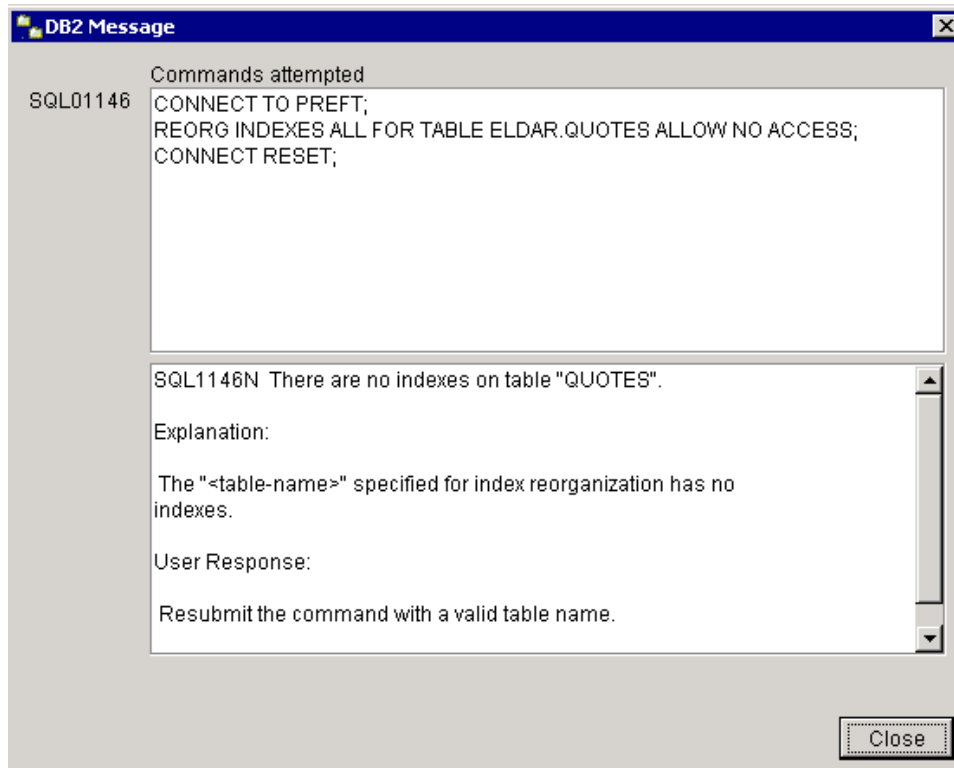 DB2 Message
Commands attempted
SQL01146
CONNECT TO PREFT;
REORG INDEXES ALL FOR TABLE ELDAR.QUOTES ALLOW NO ACCESS;
CONNECT RESET;
SQL1146N  There are no indexes on table "QUOTES".
Explanation:
The "<table-name>" specified for index reorganization has no
indexes.
User Response:
Resubmit the command with a valid table name.
Close